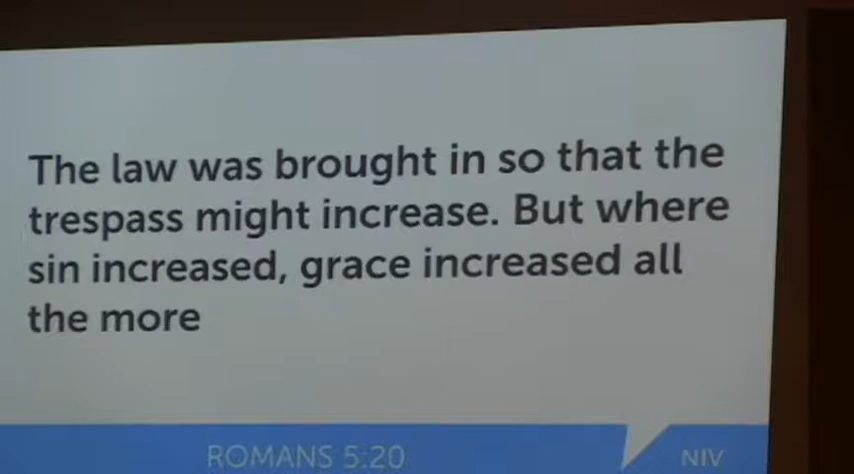 The law was brought in so that the
trespass might increase. But where
sin increased, grace increased all
the more
ROMANS 5:20
NIV